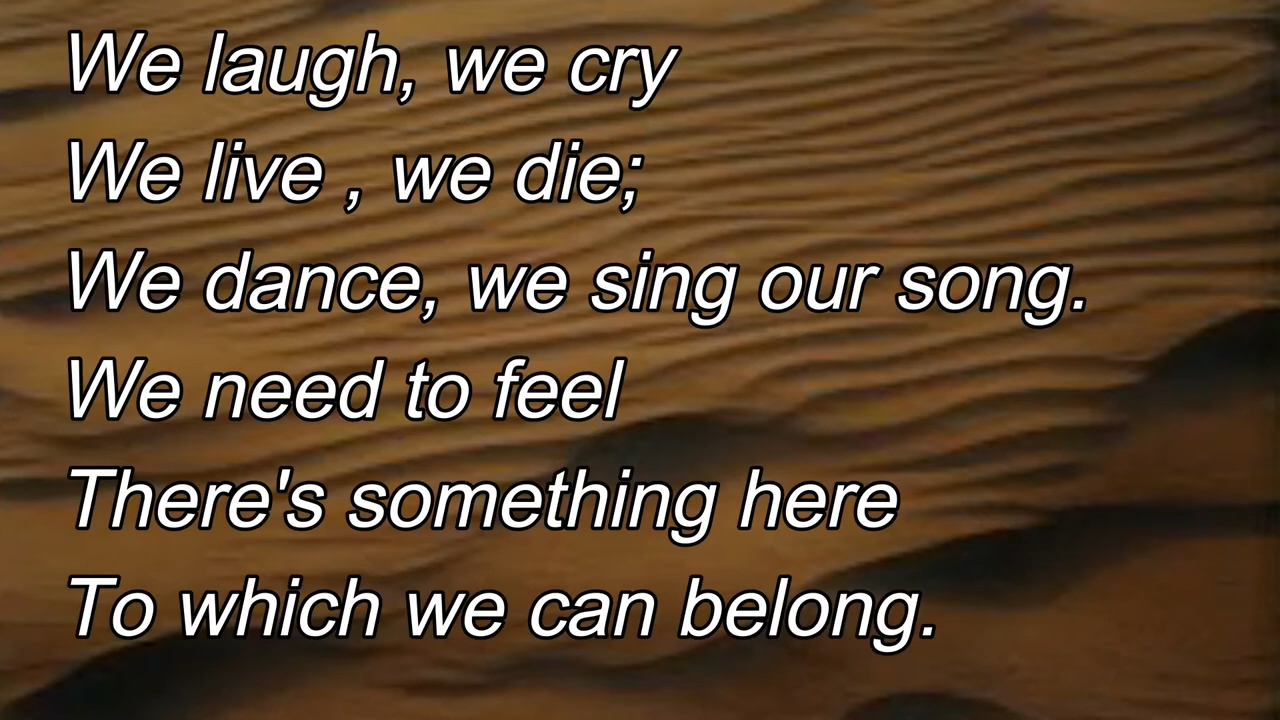 We laugh, we cry
We live , we die;
We dance, we sing our song.
We need to feel
There's something here
To which we can belong.